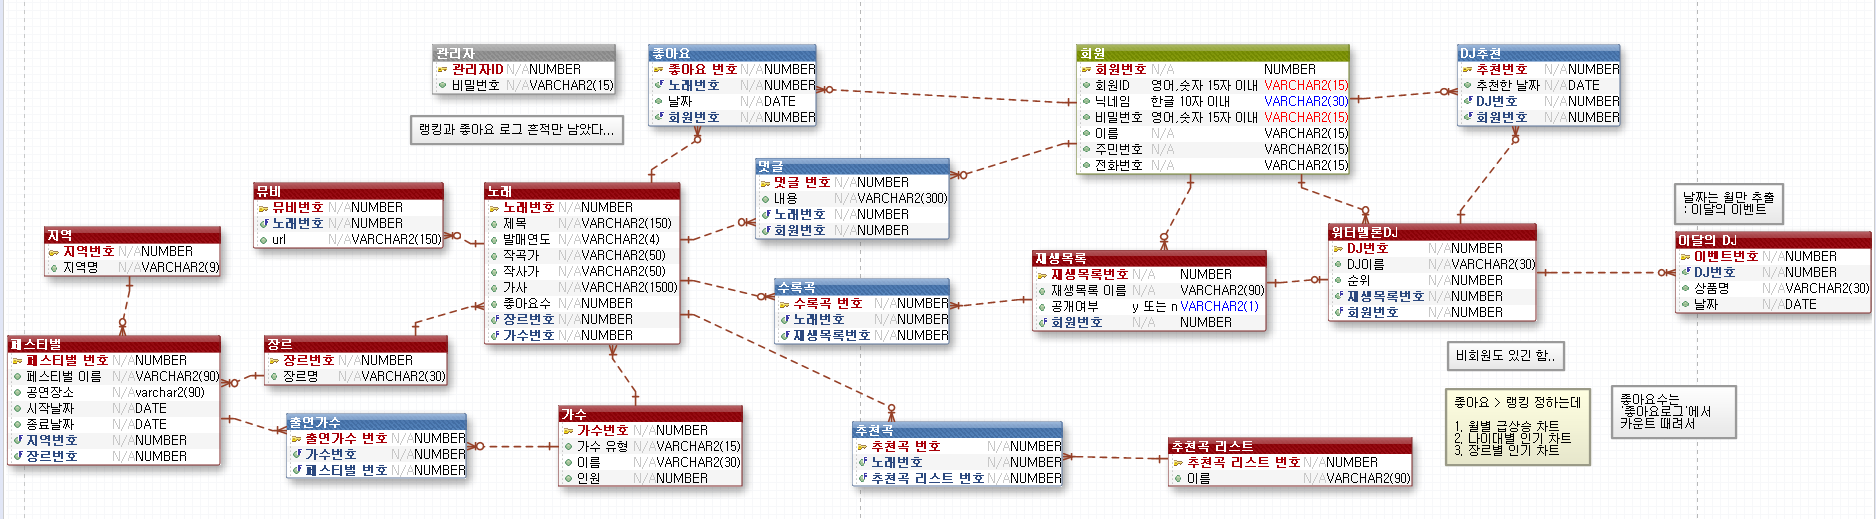 관리자
관리자ID N/A NUMBER
비밀번호 N/A VARCHAR2(15)
랭킹과 좋아요 로그 흔적만 남았다...
좋아요
좋아요 번호 N/A NUMBER
노래번호 N/A NUMBER
날짜 N/A DATE
회원번호 N/A NUMBER
회원
회원번호 N/A NUMBER
회원ID 영어,숫자 15자 이내 VARCHAR2(15)
닉네임 한글 10자 이내 VARCHAR2(30)
비밀번호 영어,숫자 15자 이내 VARCHAR2(15)
이름 N/A VARCHAR2(15)
주민번호 N/A VARCHAR2(15)
전화번호 N/A VARCHAR2(15)
DJ추천
추천번호 N/A NUMBER
추천한 날짜 N/A DATE
DJ번호 N/A NUMBER
회원번호 N/A NUMBER
뮤비
뮤비번호 N/A NUMBER
노래번호 N/A NUMBER
url N/A VARCHAR2(150)
노래
노래번호 N/A NUMBER
제목 N/A VARCHAR2(150)
발매연도 N/A VARCHAR2(4)
작곡가 N/A VARCHAR2(50)
작사가 N/A VARCHAR2(50)
가사 N/A VARCHAR2(1500)
좋아요수 N/A NUMBER
장르번호 N/A NUMBER
가수번호 N/A NUMBER
댓글
댓글 번호 N/A NUMBER
내용 N/A VARCHAR2(300)
노래번호 N/A NUMBER
회원번호 N/A NUMBER
날짜는 월만 추출
: 이달의 이벤트
지역
지역번호 N/A NUMBER
지역명 N/A VARCHAR2(9)
수록곡
수록곡 번호 N/A NUMBER
노래번호 N/A NUMBER
재생목록번호 N/A NUMBER
재생목록
재생목록번호 N/A NUMBER
재생목록 이름 N/A VARCHAR2(90)
공개여부 y 또는 n VARCHAR2(1)
회원번호 N/A NUMBER
워터멜론DJ
DJ번호 N/A NUMBER
DJ이름 N/A VARCHAR2(30)
순위 N/A NUMBER
재생목록번호 N/A NUMBER
회원번호 N/A NUMBER
이달의 DJ
이벤트번호 N/A NUMBER
DJ번호 N/A NUMBER
상품명 N/A VARCHAR2(30)
날짜 N/A DATE
페스티벌
페스티벌 번호 N/A NUMBER
페스티벌 이름 N/A VARCHAR2(90)
공연장소 N/A varchar2(90)
시작날짜 N/A DATE
종료날짜 N/A DATE
지역번호 N/A NUMBER
장르번호 N/A NUMBER
장르
장르번호 N/A NUMBER
장르명 N/A VARCHAR2(30)
출연가수
출연가수 번호 N/A NUMBER
가수번호 N/A NUMBER
페스티벌 번호 N/A NUMBER
가수
가수번호 N/A NUMBER
가수 유형 N/A VARCHAR2(15)
이름 N/A VARCHAR2(30)
인원 N/A NUMBER
추천곡
추천곡 번호 N/A NUMBER
노래번호 N/A NUMBER
추천곡 리스트 번호 N/A NUMBER
추천곡 리스트
추천곡 리스트 번호 N/A NUMBER
이름 N/A VARCHAR2(90)
비회원도 있긴 함..
좋아요 > 랭킹 정하는데
1. 월별 급상승 차트
2. 나이대별 인기 차트
3. 장르별 인기 차트
좋아요수는
'좋아요로그'에서
카운트 때려서